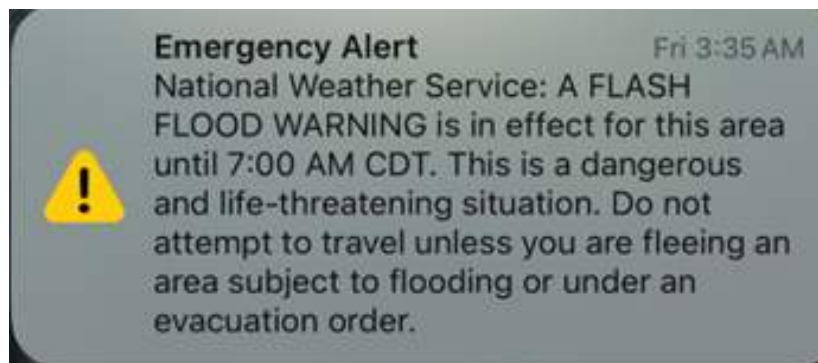 Emergency Alert
Fri 3:35 AM
National Weather Service: A FLASH
FLOOD WARNING is in effect for this area
until 7:00 AM CDT. This is a dangerous
and life-threatening situation. Do not
attempt to travel unless you are fleeing an
area subject to flooding or under an
evacuation order.